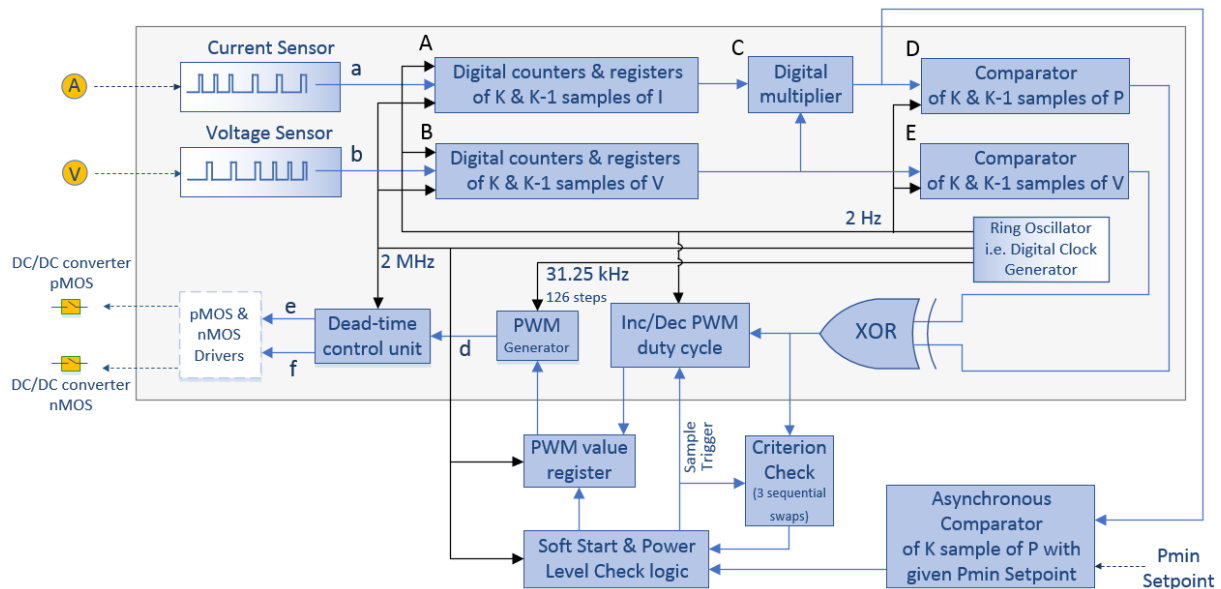 Current Sensor
A
a
A
Digital counters & registers
of K & K-1 samples of I
C
Digital
multiplier
D
Comparator
of K & K-1 samples of P
Voltage Sensor
V
b
B
Digital counters & registers
of K & K-1 samples of V
E
Comparator
of K & K-1 samples of V
2 Hz
Ring Oscillator
i.e. Digital Clock
Generator
2 MHz
31.25 kHz
126 steps
DC/DC converter
pMOS
pMOS &
nMOS
Drivers
e
f
Dead-time
control unit
d
PWM
Generator
Inc/Dec PWM
duty cycle
XOR
DC/DC converter
nMOS
PWM value
register
Sample
Trigger
Criterion
Check
(3 sequential
swaps)
Soft Start & Power
Level Check logic
Asynchronous
Comparator
of K sample of P with
given Pmin Setpoint
Pmin
Setpoint